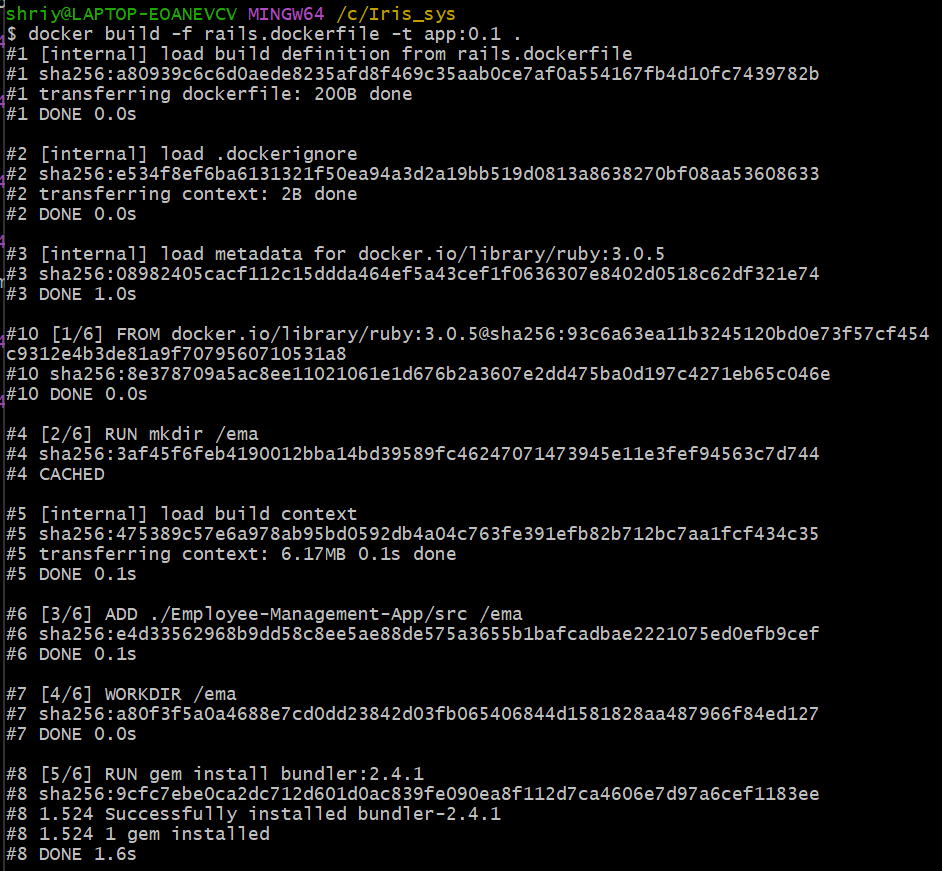 shriy@LAPTOP-EOANEVCV MINGW64 /c/Iris_sys
$ docker build -f rails.dockerfile -t app:0.1 .
#1 [internal] load build definition from rails.dockerfile
#1 sha256:a80939c6c6d0aede8235afd8f469c35aab0ce7af0a554167fb4d10fc7439782b
#1 transferring dockerfile: 200B done
#1 DONE 0.0s
#2 [internal] load .dockerignore
#2 sha256:e534f8ef6ba6131321f50ea94a3d2a19bb519d0813a8638270bf08aa53608633
#2 transferring context: 2B done
#2 DONE 0.0s
#3 [internal] load metadata for docker.io/library/ruby:3.0.5
#3 sha256:08982405cacf112c15ddda464ef5a43cef1f0636307e8402d0518c62df321e74
#3 DONE 1.0s
#10 [1/6] FROM docker.io/library/ruby:3.0.5@sha256:93c6a63ea11b3245120bd0e73f57cf454
c9312e4b3de81a9f7079560710531a8
#10 sha256:8e378709a5ac8ee11021061e1d676b2a3607e2dd475ba0d197c4271eb65c046e
#10 DONE 0.0s
#4 [2/6] RUN mkdir /ema
#4 sha256:3af45f6feb4190012bba14bd39589fc46247071473945e11e3fef94563c7d744
#4 CACHED
#5 [internal] load build context
#5 sha256:475389c57e6a978ab95bd0592db4a04c763fe391efb82b712bc7aa1fcf434c35
#5 transferring context: 6.17MB 0.1s done
#5 DONE 0.1s
#6 [3/6] ADD ./Employee-Management-App/src /ema
#6 sha256:e4d33562968b9dd58c8ee5ae88de575a3655b1bafcadbae2221075ed0efb9cef
#6 DONE 0.1s
#7 [4/6] WORKDIR /ema
#7 sha256:a80f3f5a0a4688e7cd0dd23842d03fb065406844d1581828aa487966f84ed127
#7 DONE 0.0s
#8 [5/6] RUN gem install bundler:2.4.1
#8 sha256:9cfc7ebe0ca2dc712d601d0ac839fe090ea8f112d7ca4606e7d97a6cef1183ee
#8 1.524 Successfully installed bundler-2.4.1
#8 1.524 1 gem installed
#8 DONE 1.6s